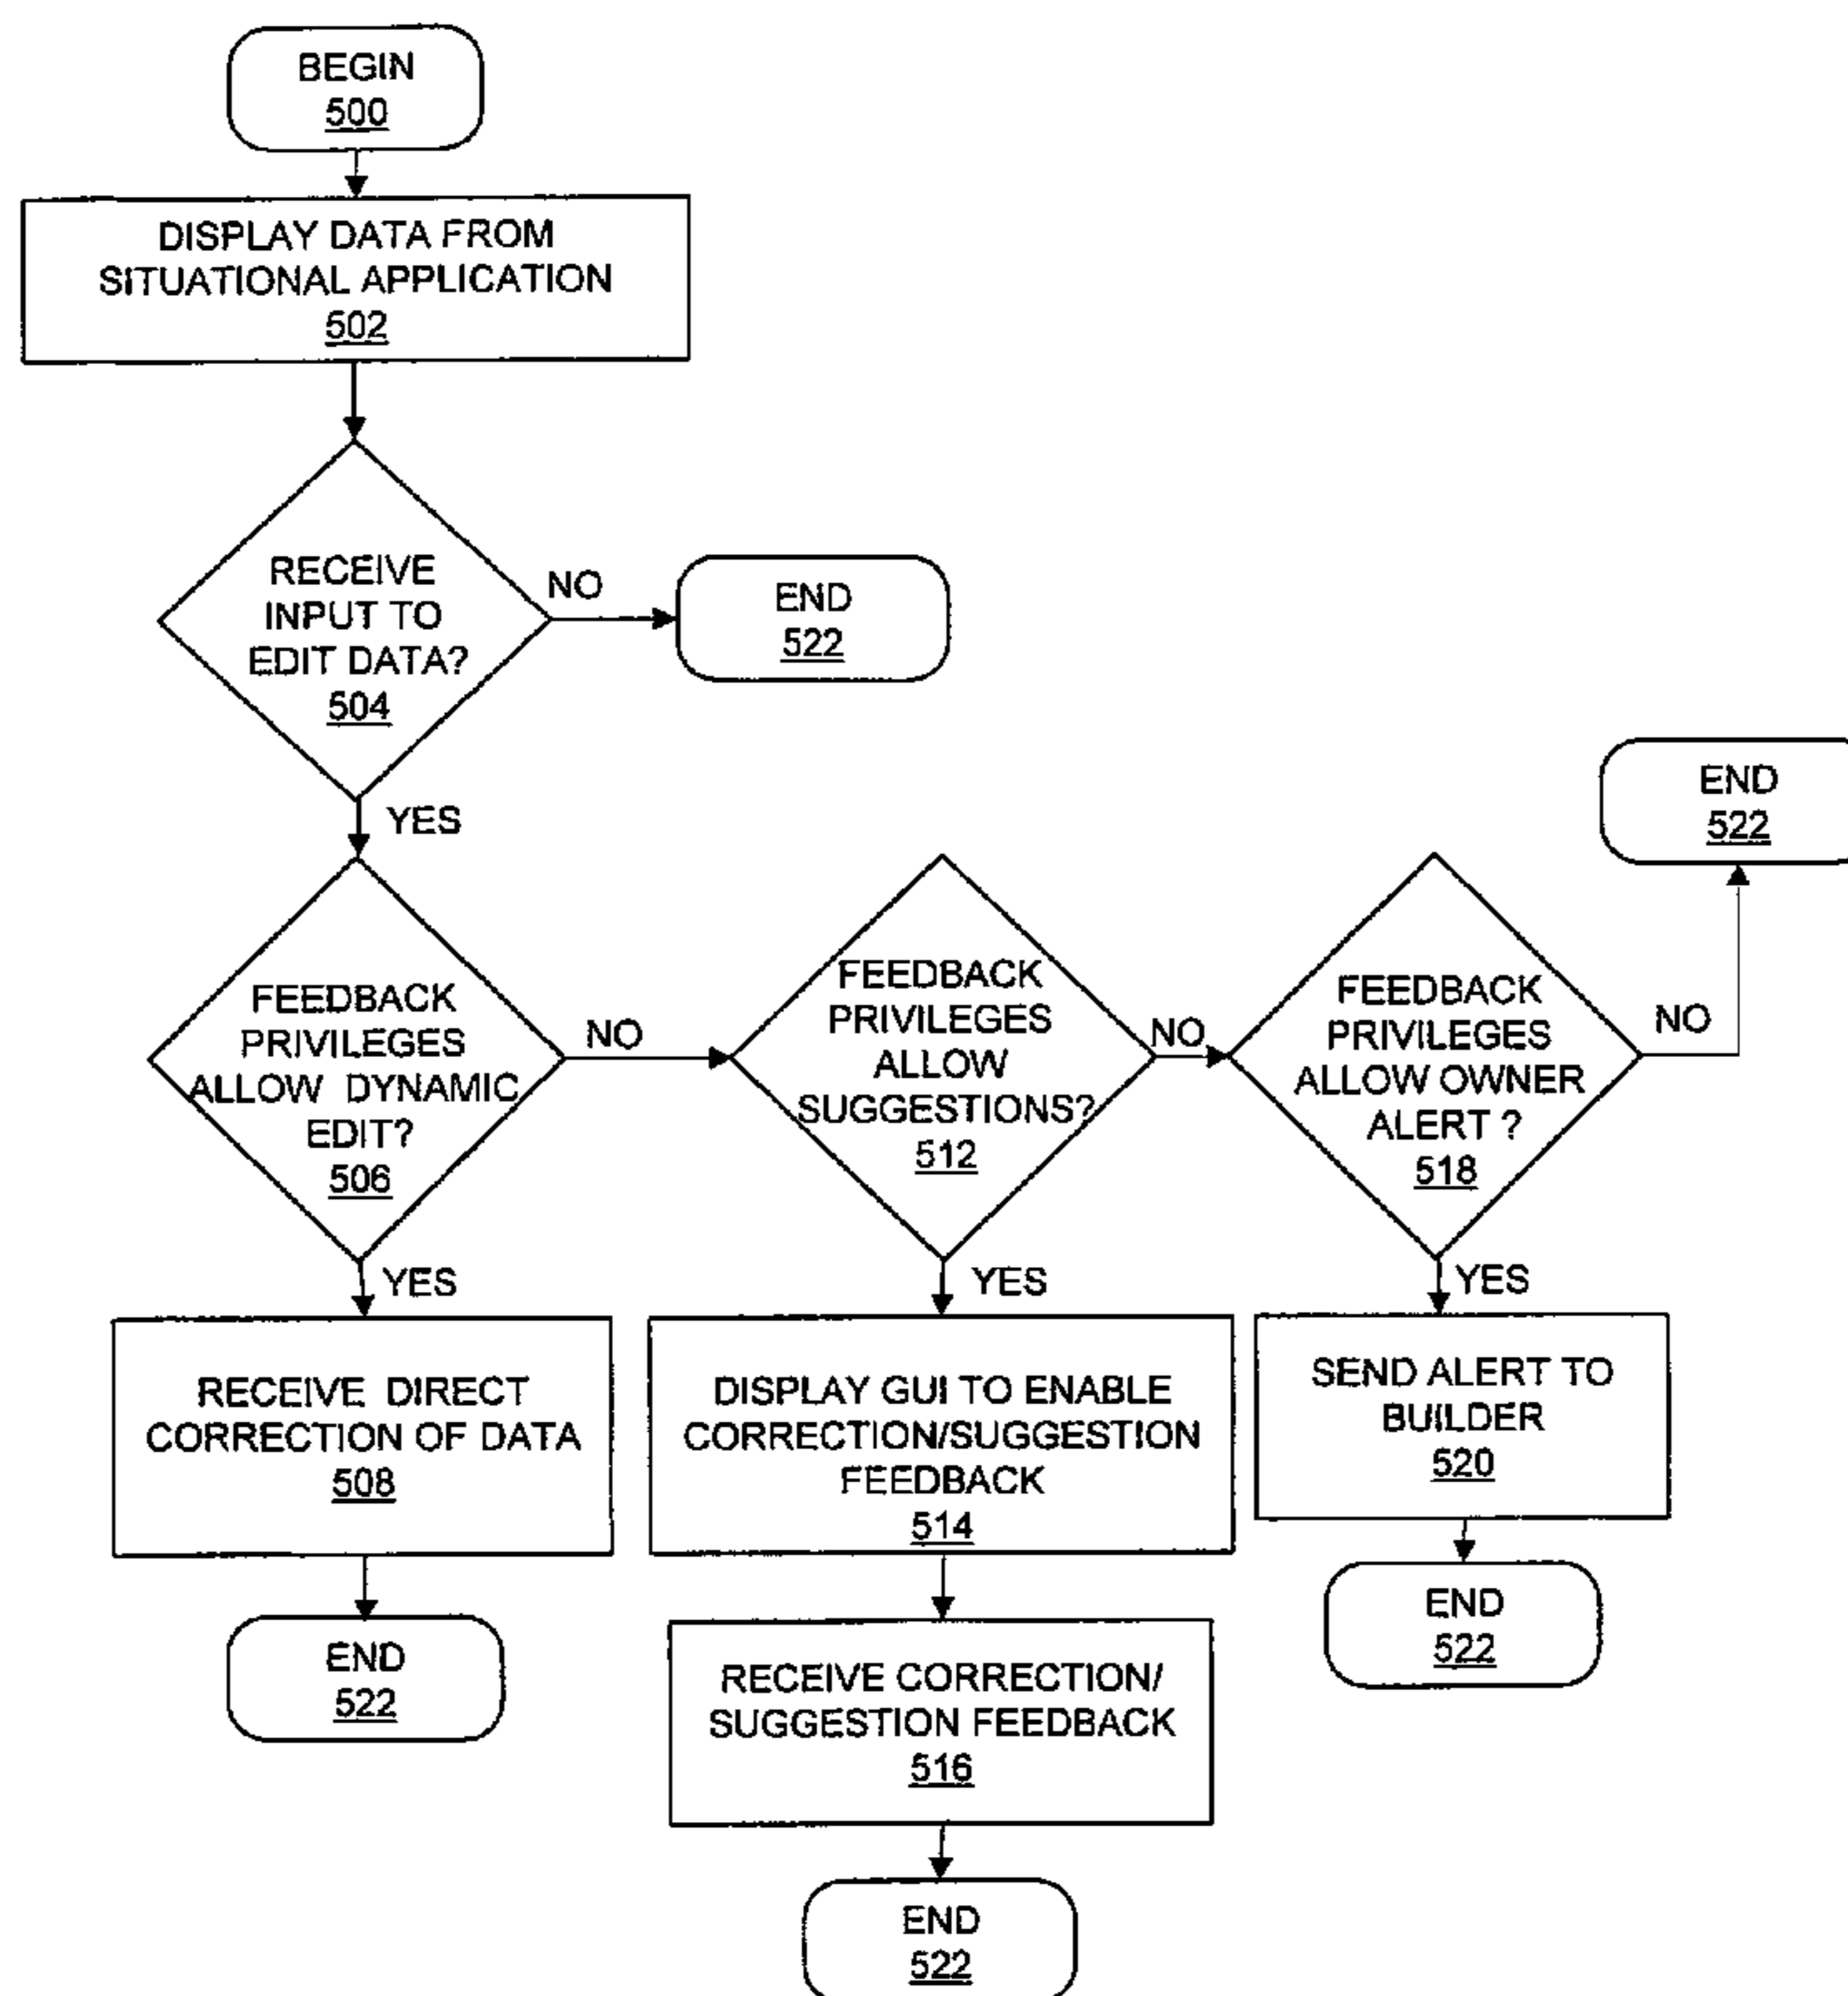 BEGIN
500
DISPLAY DATA FROM
SITUATIONAL APPLICATION
502
RECEIVE
INPUT TO
EDIT DATA?
504
NO
END
522
YES
FEEDBACK
PRIVILEGES
ALLOW DYNAMIC
EDIT?
506
NO
FEEDBACK
PRIVILEGES
ALLOW
SUGGESTIONS?
512
NO
FEEDBACK
PRIVILEGES
ALLOW OWNER
ALERT ?
518
NO
END
522
YES
RECEIVE DIRECT
CORRECTION OF DATA
508
END
522
YES
DISPLAY GUI TO ENABLE
CORRECTION/SUGGESTION
FEEDBACK
514
RECEIVE CORRECTION/
SUGGESTION FEEDBACK
516
END
522
YES
SEND ALERT TO
BUILDER
520
END
522